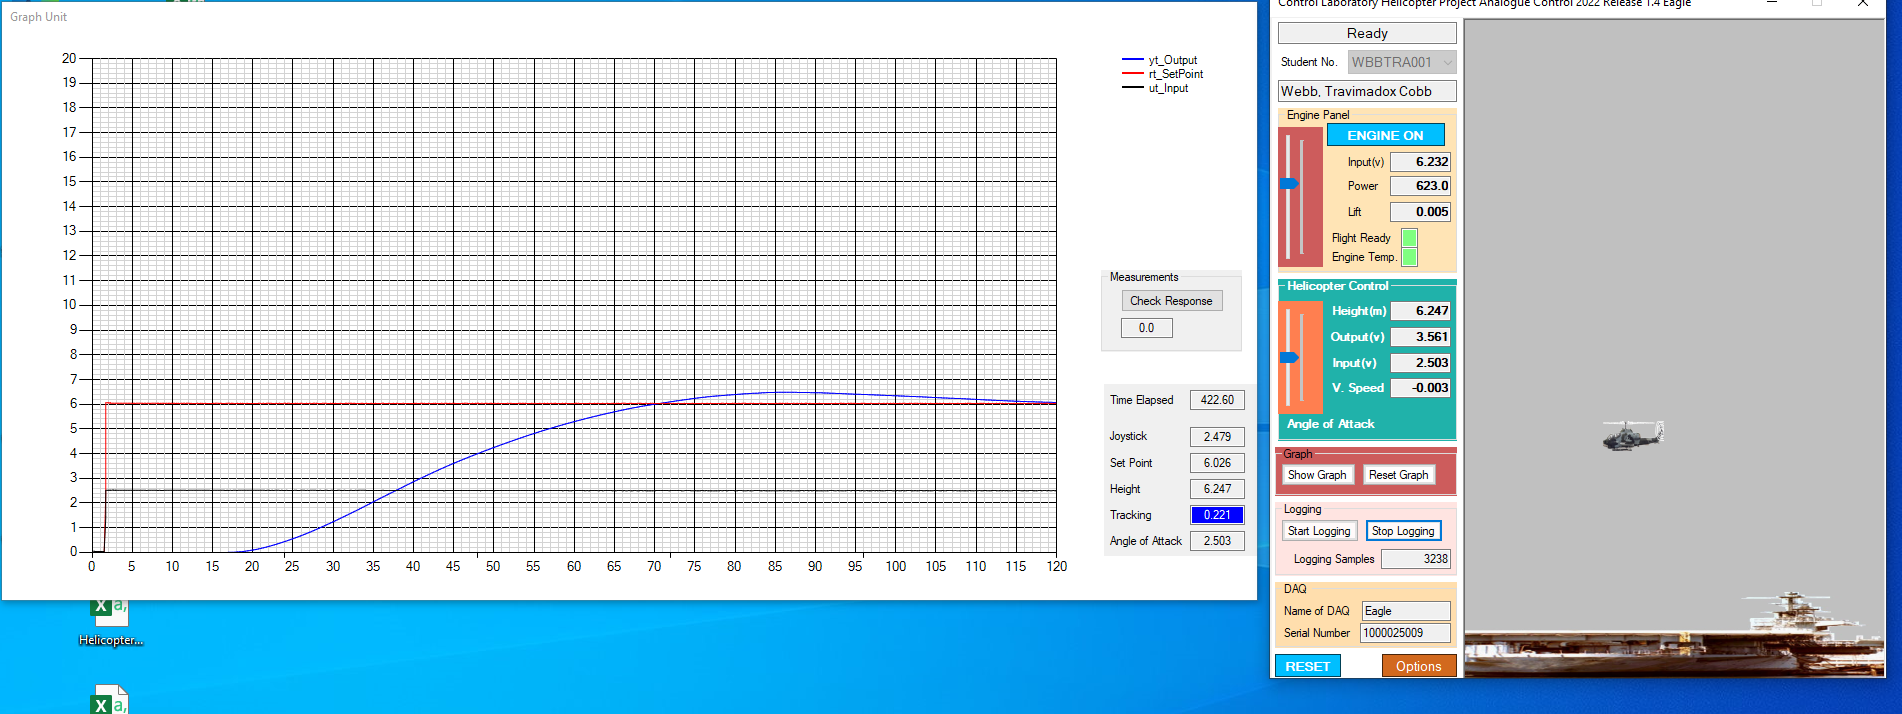 Graph Unit
20
19
18
17
16
15
14
13
12
11
10
9
8
7
6
5
4
3
2
1
0
0 5 10 15 20 25 30 35 40 45 50 55 60 65 70 75 80 85 90 95 100 105 110 115 120
yt_Output
rt_SetPoint
ut_Input
Measurements
Check Response
0.0
Time Elapsed 422.60
Joystick 2.479
Set Point 6.026
Height 6.247
Tracking 0.221
Angle of Attack 2.503
Helicopter...
Control Laboratory Helicopter Project Analogue Control 2022 Release 1.4 Eagle
Ready
Student No. WBBTRA001
Webb, Travimadox Cobb
Engine Panel
ENGINE ON
Input(v) 6.232
Power 623.0
Lift 0.005
Flight Ready
Engine Temp.
Helicopter Control
Height(m) 6.247
Output(v) 3.561
Input(v) 2.503
V. Speed -0.003
Angle of Attack
Graph
Show Graph Reset Graph
Logging
Start Logging Stop Logging
Logging Samples 3238
DAQ
Name of DAQ Eagle
Serial Number 1000025009
RESET Options